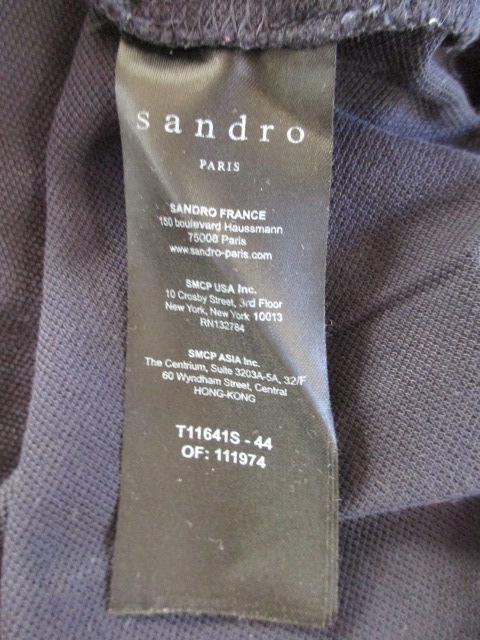 sandro
PARIS
SANDRO FRANCE
150 boulevard Haussmann
75008 Paris
www.sandro-paris.com
SMCP USA Inc.
10 Crosby Street, 3rd Floor
New York, New York 10013
RN132784
SMCP ASIA Inc.
The Centrium, Suite 3203A-5A, 32/F
60 Wyndham Street, Central
HONG-KONG
T11641S - 44
OF: 111974